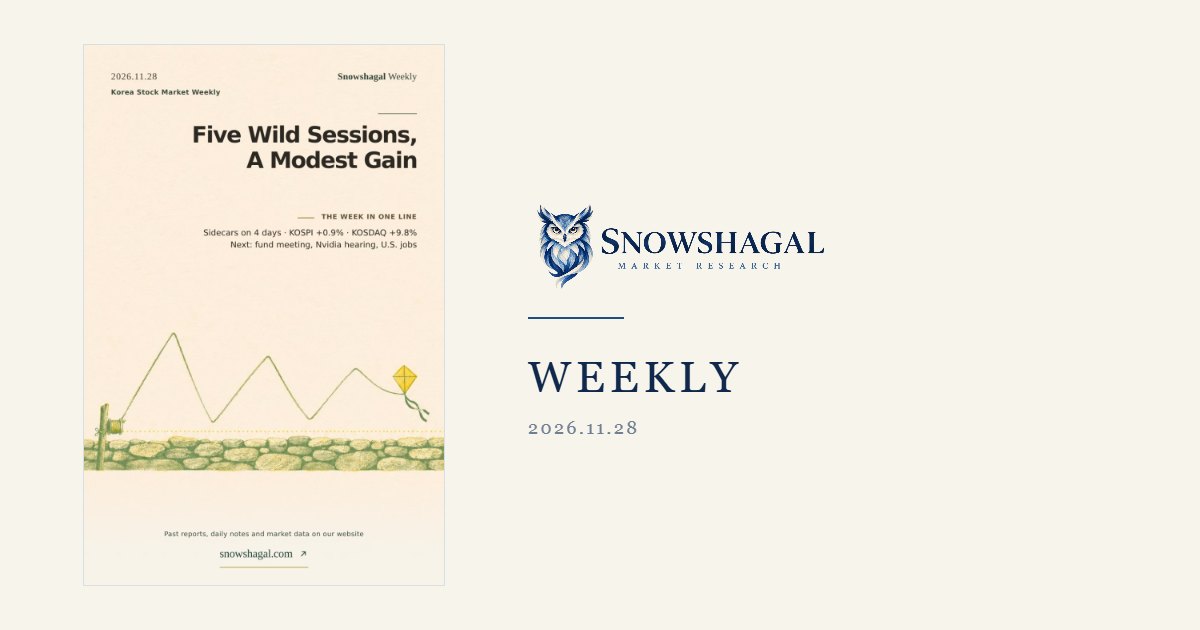 2026.11.28
Snowshagal Weekly
Korea Stock Market Weekly
Five Wild Sessions,
A Modest Gain
THE WEEK IN ONE LINE
Sidecars on 4 days · KOSPI +0.9% · KOSDAQ +9.8%
Next: fund meeting, Nvidia hearing, U.S. jobs
Past reports, daily notes and market data on our website
snowshagal.com ↗
SNOWSHAGAL
MARKET RESEARCH
WEEKLY
2026.11.28